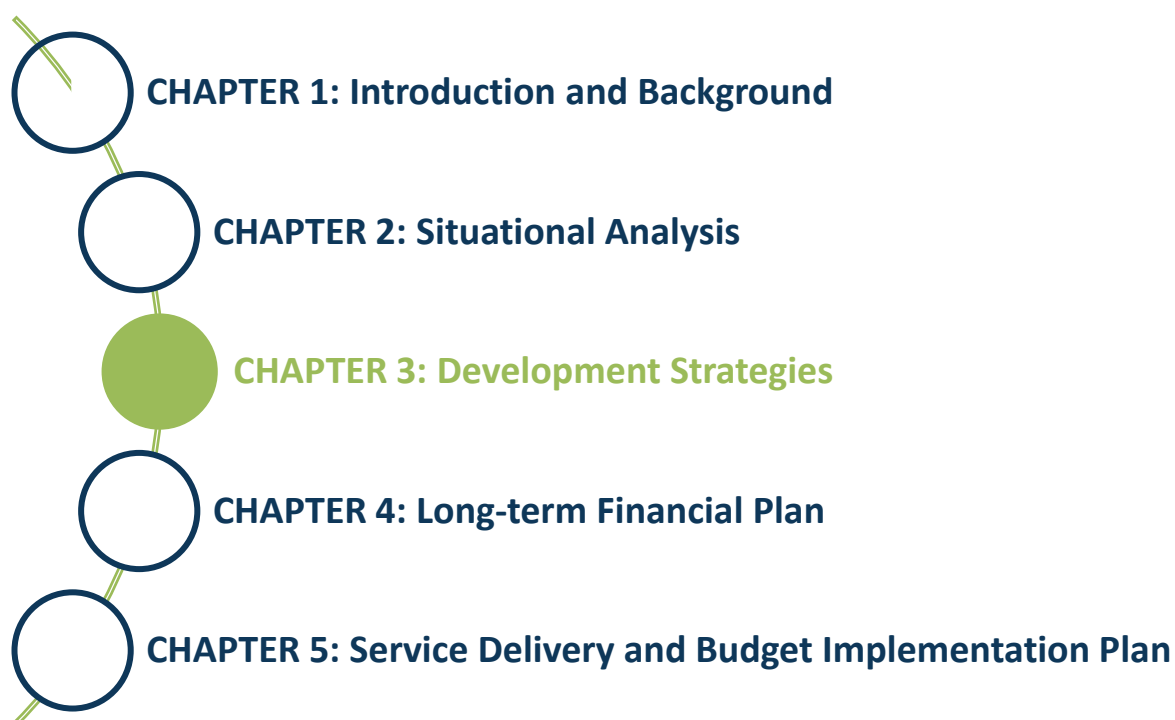 CHAPTER 1: Introduction and Background
CHAPTER 2: Situational Analysis
CHAPTER 3: Development Strategies
CHAPTER 4: Long-term Financial Plan
CHAPTER 5: Service Delivery and Budget Implementation Plan